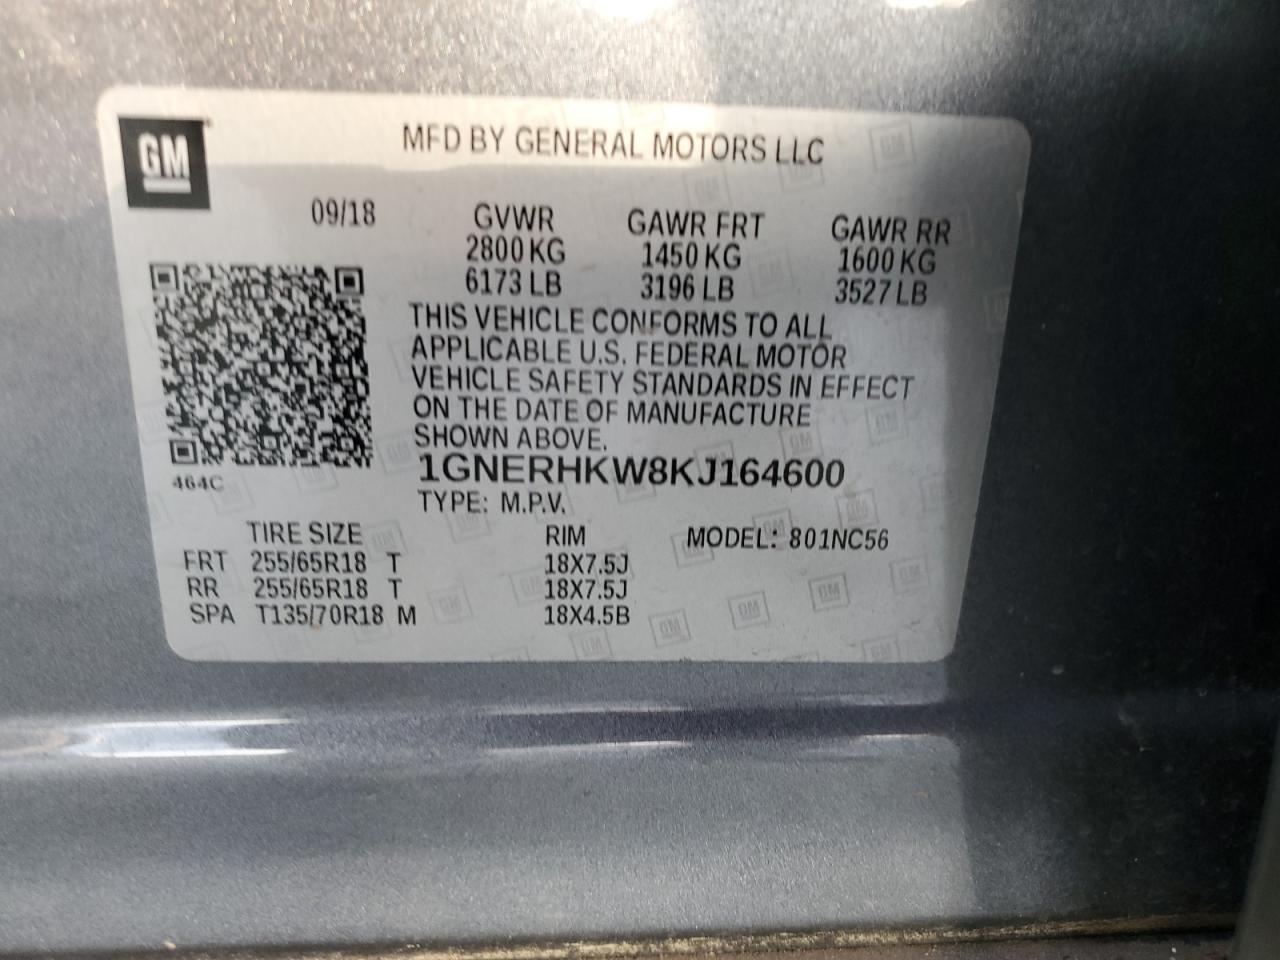 GM
MFD BY GENERAL MOTORS LLC
09/18 GVWR GAWR FRT GAWR RR
2800 KG 1450 KG 1600 KG
6173 LB 3196 LB 3527 LB
THIS VEHICLE CONFORMS TO ALL
APPLICABLE U.S. FEDERAL MOTOR
VEHICLE SAFETY STANDARDS IN EFFECT
ON THE DATE OF MANUFACTURE
SHOWN ABOVE.
1GNERHKW8KJ164600
464C
TYPE: M.P.V.
TIRE SIZE RIM MODEL: 801NC56
FRT 255/65R18 T 18X7.5J
RR 255/65R18 T 18X7.5J
SPA T135/70R18 M 18X4.5B